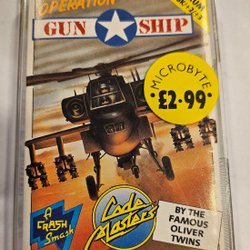 OPERATION
GUN SHIP
MICROBYTE
·£2·99·
A
CRASH
Smash
Code
Masters
BY THE
FAMOUS
OLIVER
TWINS